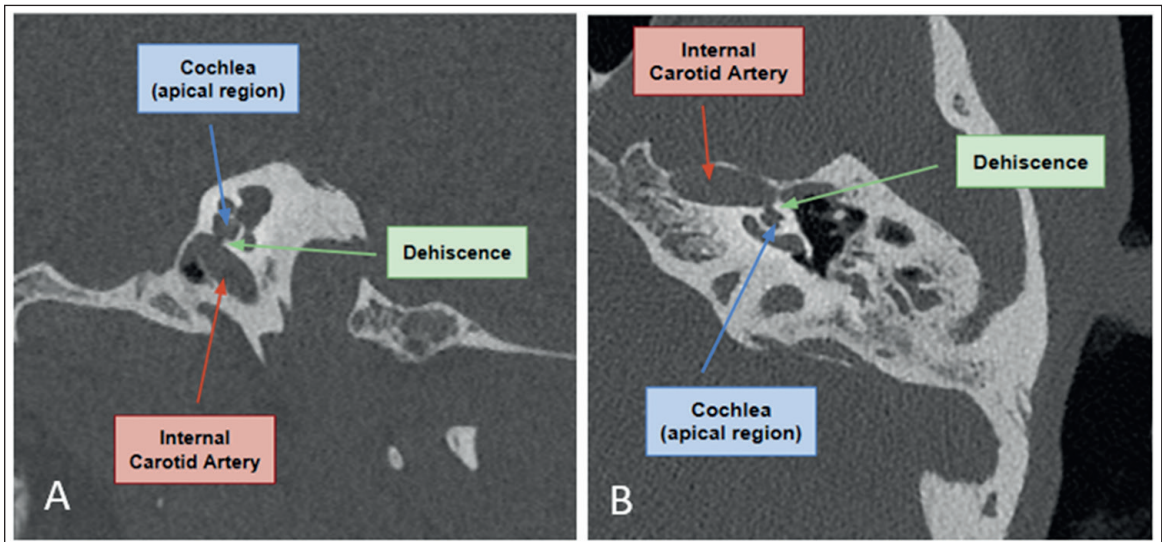 Cochlea
(apical region)
Dehiscence
Internal
Carotid Artery
A
Internal
Carotid Artery
Dehiscence
Cochlea
(apical region)
B